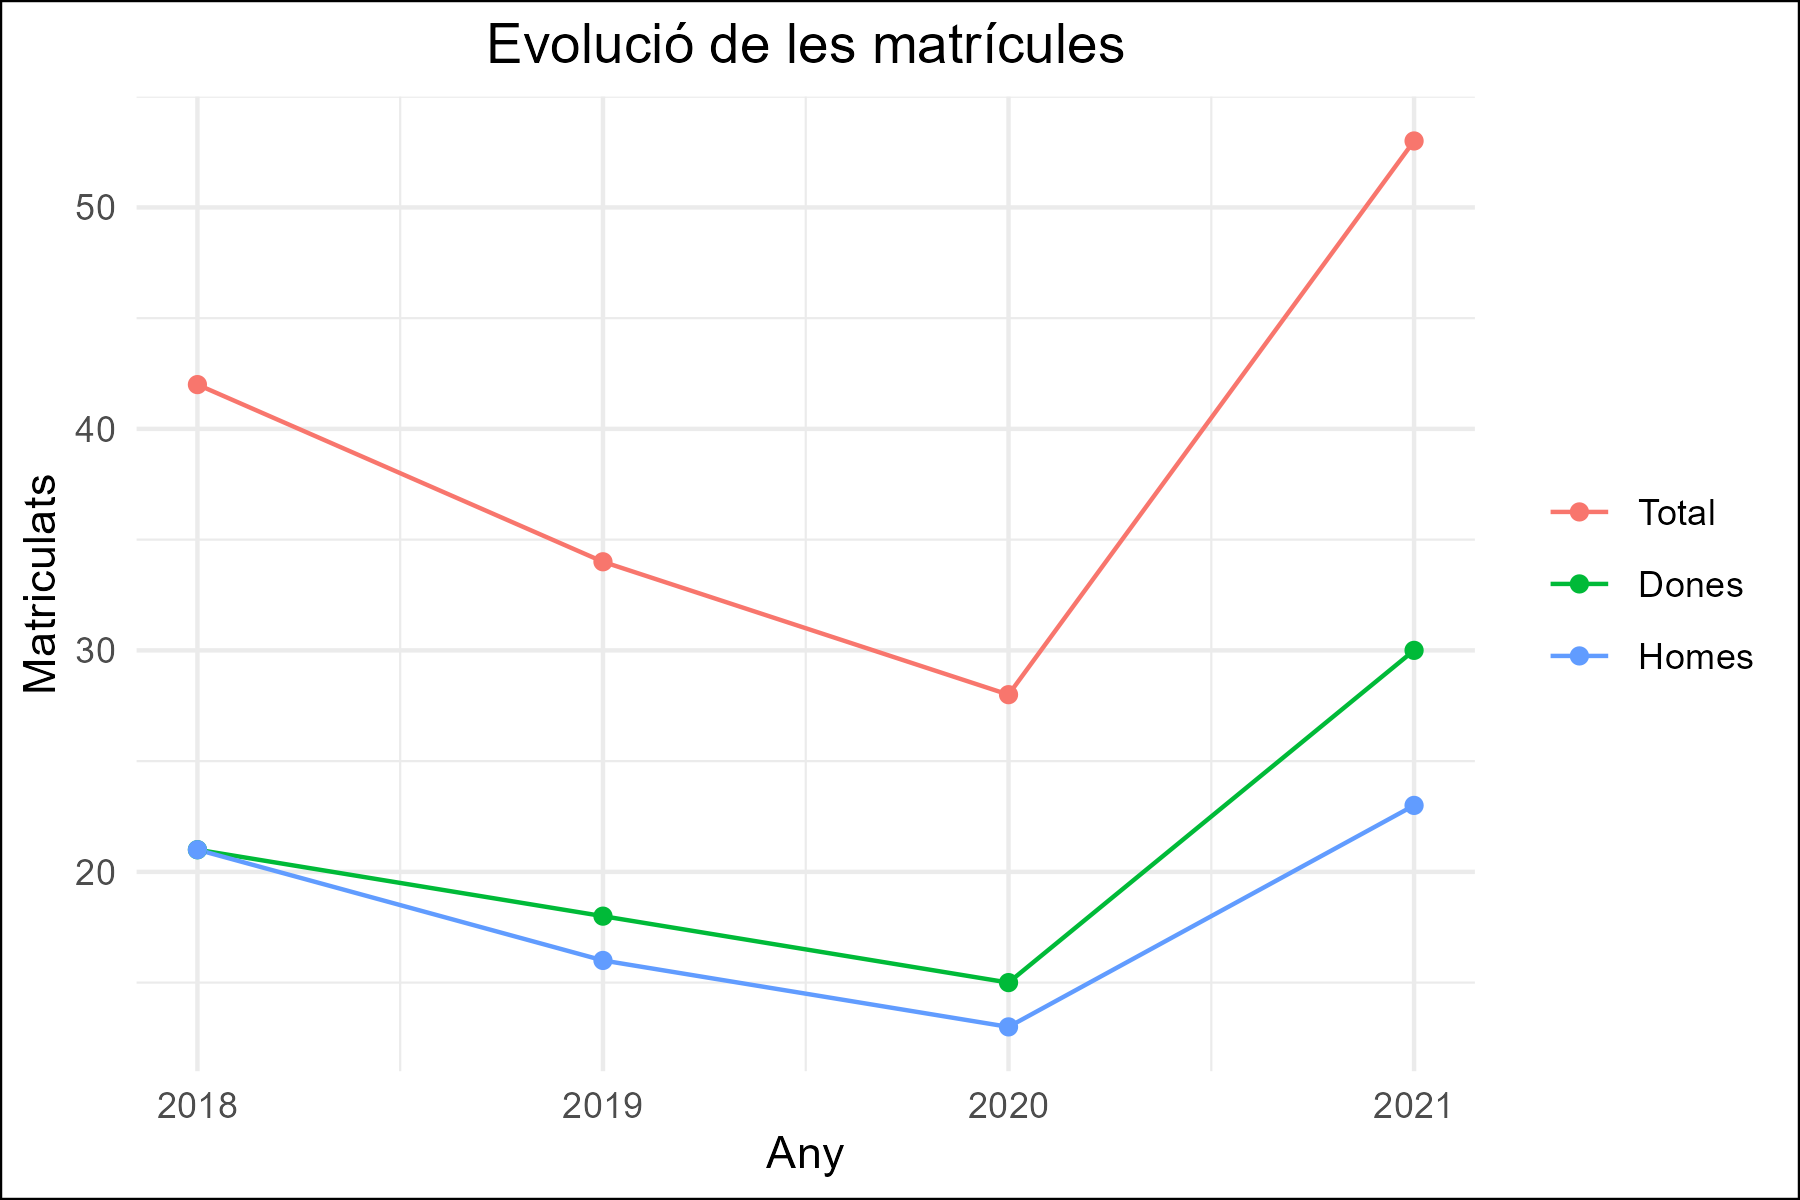 Evolució de les matrícules
Matriculats
50
40
30
20
2018 2019 2020 2021
Any
Total
Dones
Homes